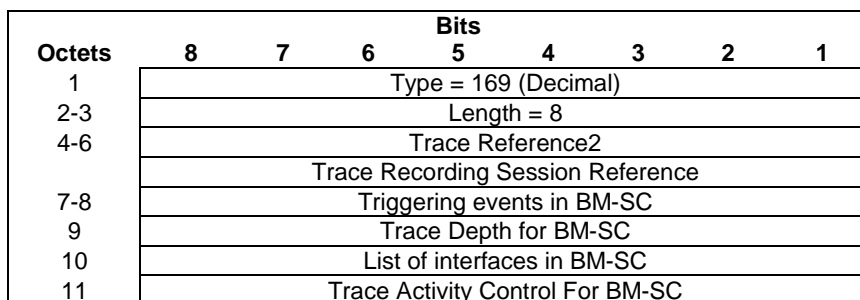 Bits
Octets 8 7 6 5 4 3 2 1
1 Type = 169 (Decimal)
2-3 Length = 8
4-6 Trace Reference2
Trace Recording Session Reference
7-8 Triggering events in BM-SC
9 Trace Depth for BM-SC
10 List of interfaces in BM-SC
11 Trace Activity Control For BM-SC